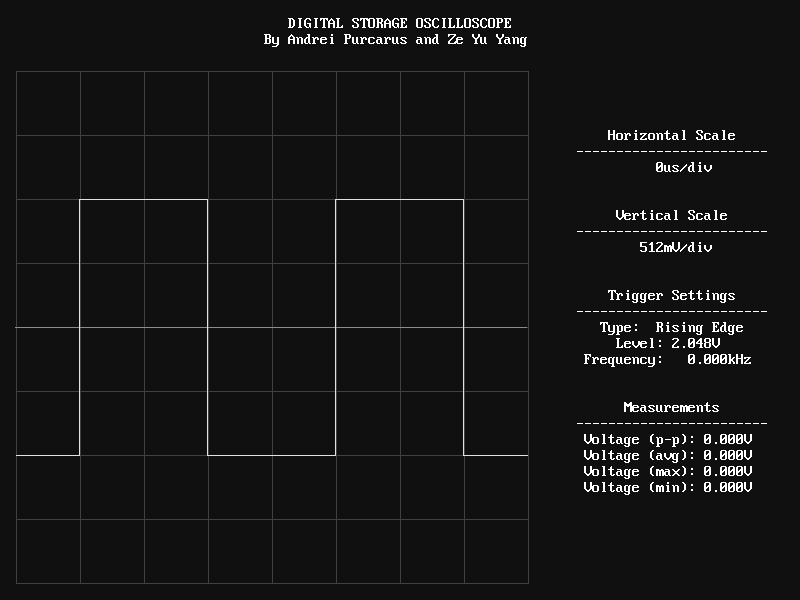 DIGITAL STORAGE OSCILLOSCOPE
By Andrei Purcarus and Ze Yu Yang
Horizontal Scale
------------------------
0us/div
Vertical Scale
------------------------
512mV/div
Trigger Settings
------------------------
Type:  Rising Edge
Level: 2.048V
Frequency:   0.000kHz
Measurements
------------------------
Voltage (p-p): 0.000V
Voltage (avg): 0.000V
Voltage (max): 0.000V
Voltage (min): 0.000V